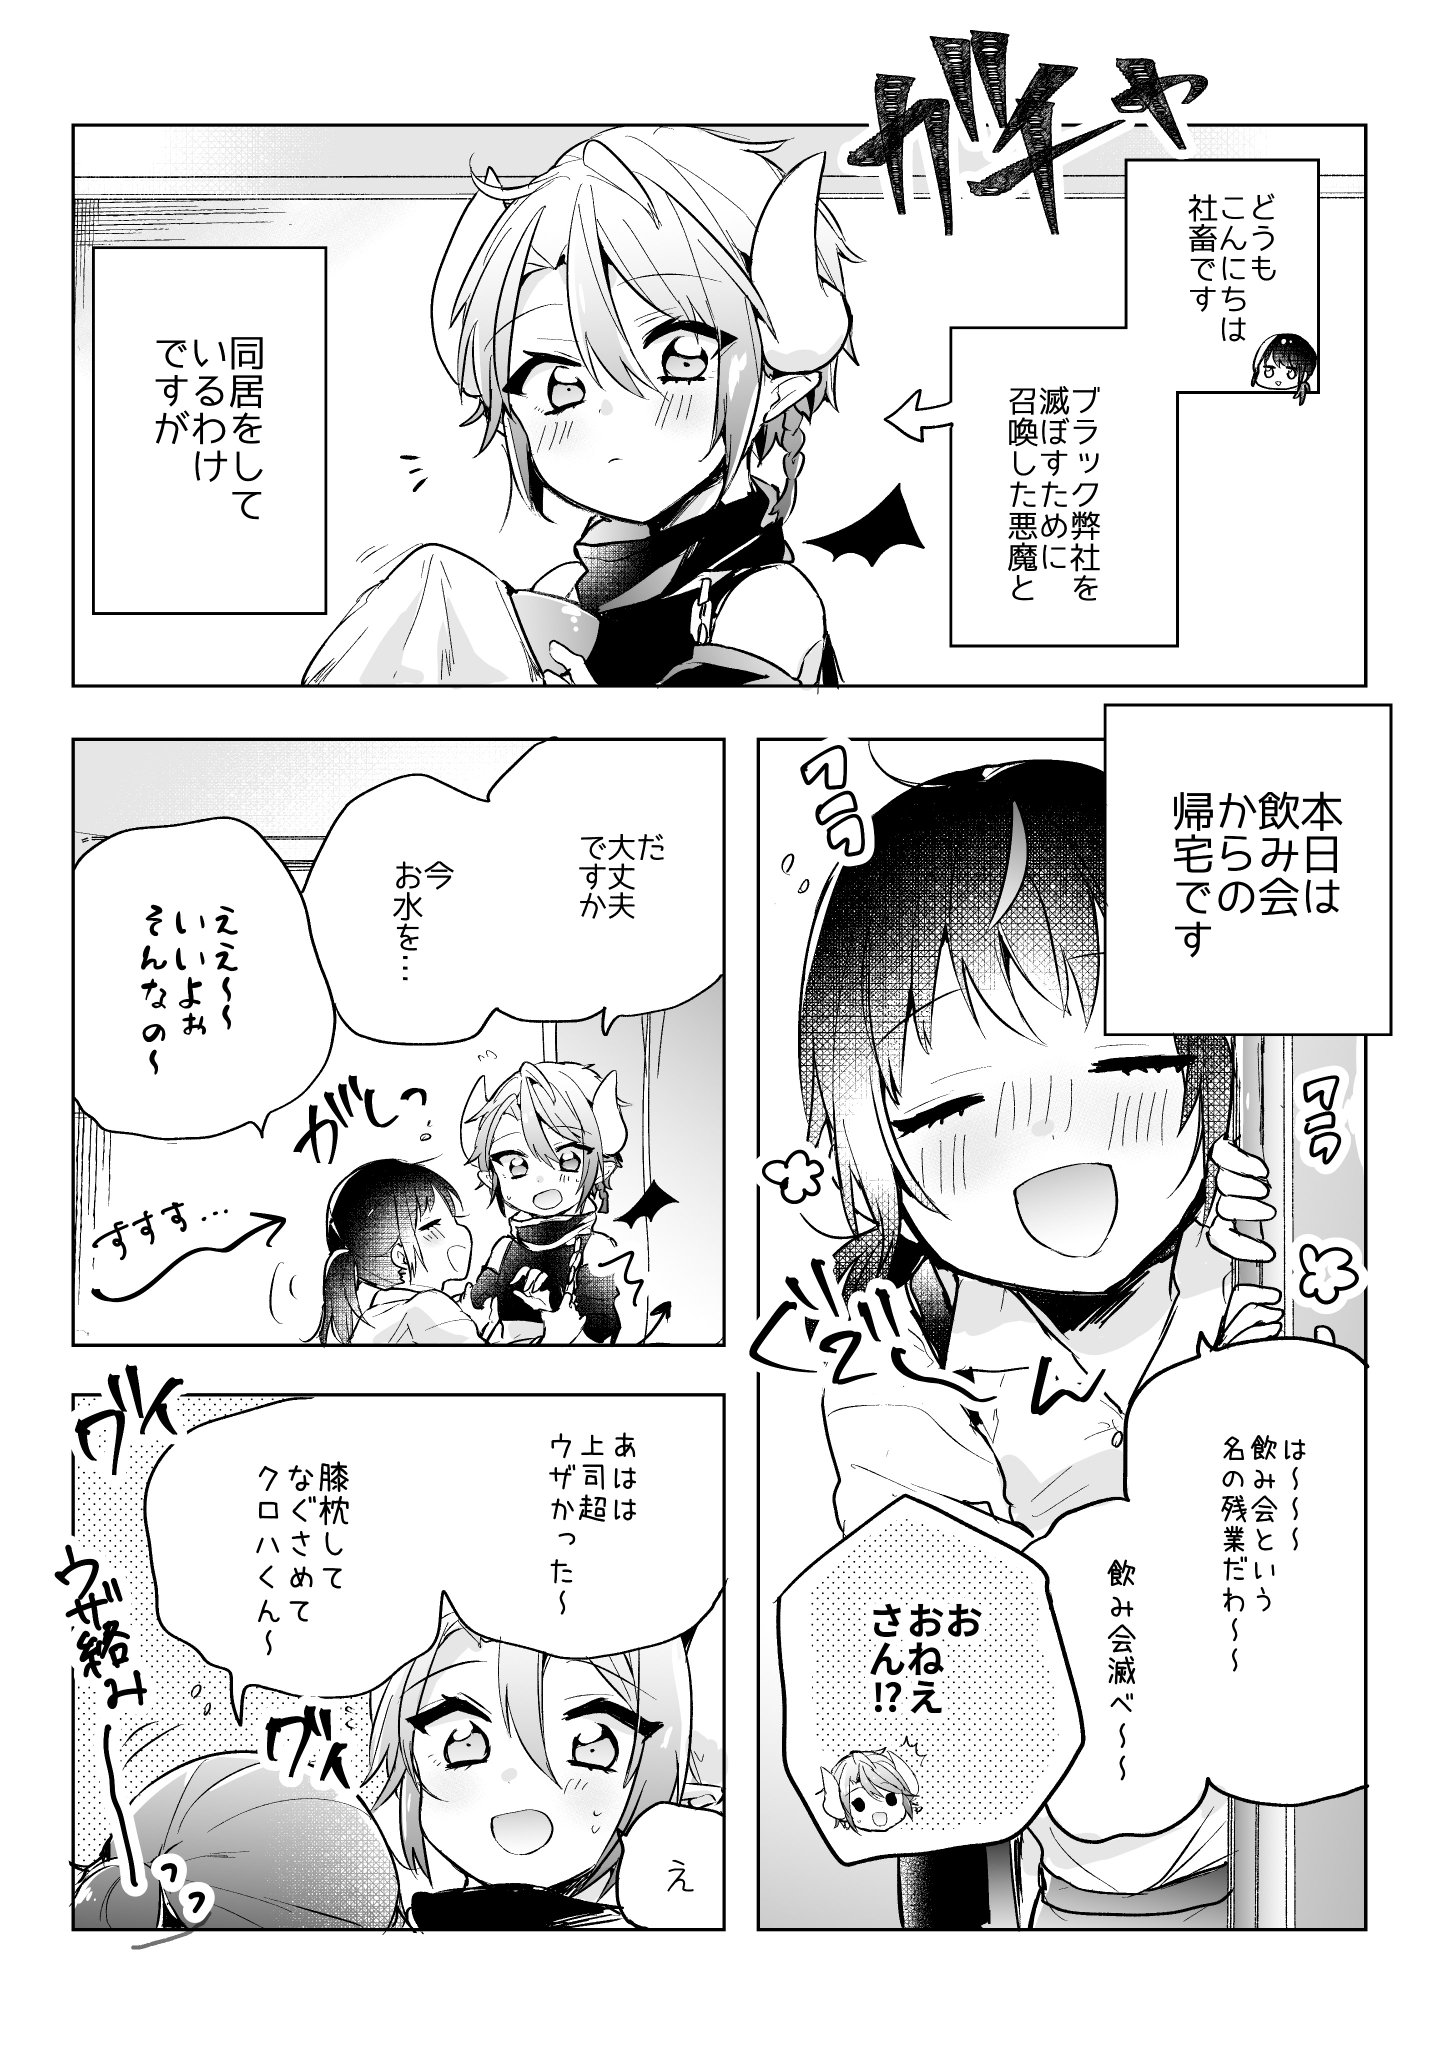 ガチャ
どうも
こんにちは
社畜です
ブラック弊社を
滅ぼすために
召喚した悪魔と
同居をして
いるわけ
ですが
本日は
飲み会
からの
帰宅です
フラ
フラ
ぐでーん
は～～～
飲み会という
名の残業だわ～～
飲み会滅べ～～
お
おねえ
さん!?
だ
大丈夫
ですか
今
お水を…
ええ～～
いいよぉ
そんなの～
がしっ
すすす…
あはは
上司超
ウザかった～
膝枕して
なぐさめて
クロハくん～
グイ
グイ
ウザ絡み
え